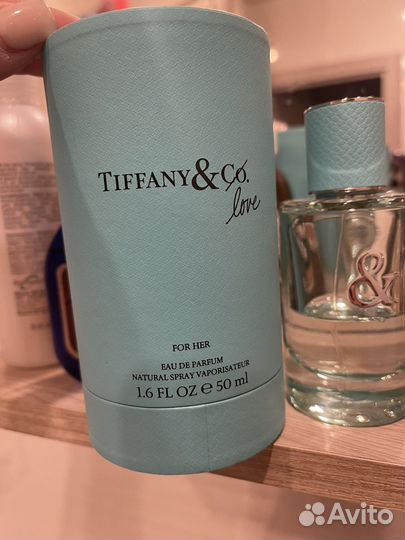 TIFFANY & Co.
love
FOR HER
EAU DE PARFUM
NATURAL SPRAY VAPORISATEUR
1.6 FL OZ e 50 ml
&
Avito